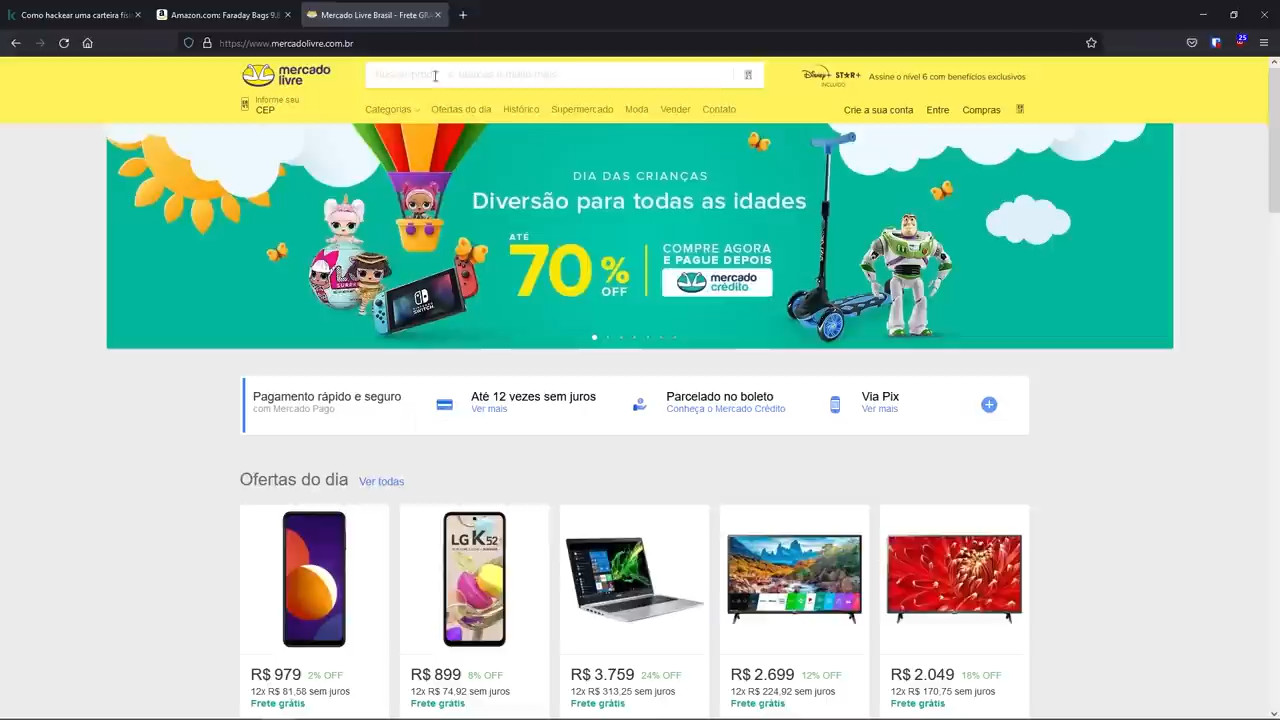 Como hackear uma carteira fís
Amazon.com: Faraday Bags 9.8
Mercado Livre Brasil - Frete GRÁ
https://www.mercadolivre.com.br
25
mercado
livre
Disney+ STAR+
INCLUÍDO
Assine o nível 6 com benefícios exclusivos
Informe seu
CEP
Categorias
Ofertas do dia
Histórico
Supermercado
Moda
Vender
Contato
Crie a sua conta
Entre
Compras
DIA DAS CRIANÇAS
Diversão para todas as idades
ATÉ
70%
OFF
COMPRE AGORA
E PAGUE DEPOIS
mercado
crédito
Pagamento rápido e seguro
com Mercado Pago
Até 12 vezes sem juros
Ver mais
Parcelado no boleto
Conheça o Mercado Crédito
Via Pix
Ver mais
Ofertas do dia Ver todas
LG K52
R$ 979 2% OFF
12x R$ 81,58 sem juros
Frete grátis
R$ 899 8% OFF
12x R$ 74,92 sem juros
Frete grátis
R$ 3.759 24% OFF
12x R$ 313,25 sem juros
Frete grátis
R$ 2.699 12% OFF
12x R$ 224,92 sem juros
Frete grátis
R$ 2.049 18% OFF
12x R$ 170,75 sem juros
Frete grátis